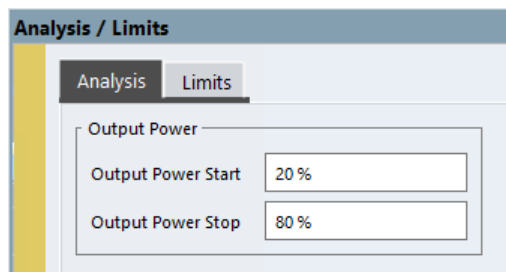 Analysis / Limits
Analysis Limits
Output Power
Output Power Start 20 %
Output Power Stop 80 %